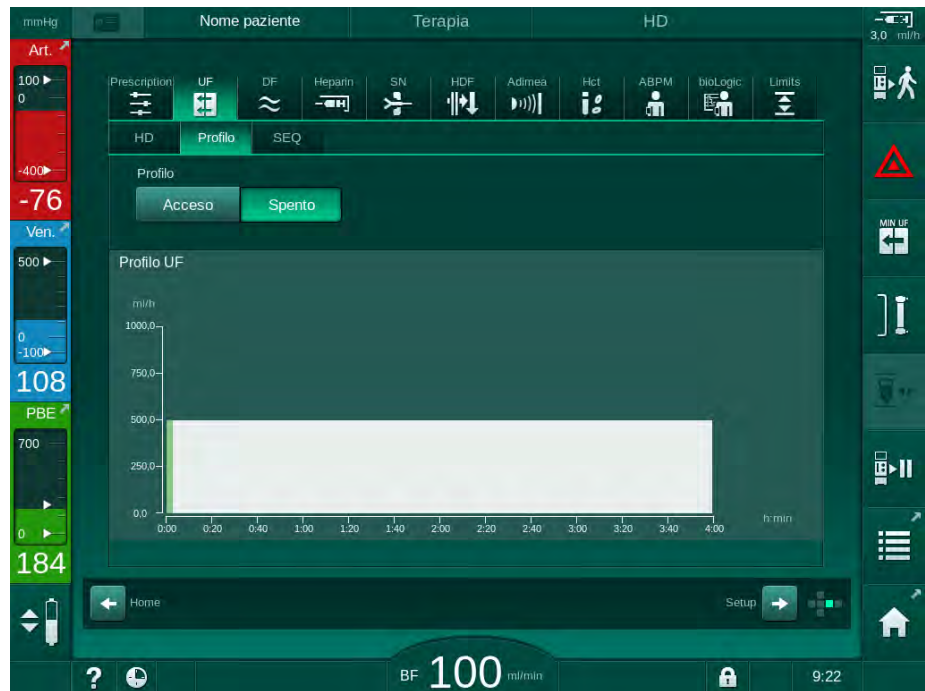 mmHg Nome paziente Terapia HD 3,0 ml/h
Art.
100
0
-400
-76
Ven.
500
0
-100
108
PBE
700
0
184
Prescription UF DF Heparin SN HDF Adimea Hct ABPM bioLogic Limits
HD Profilo SEQ
Profilo
Acceso Spento
Profilo UF
ml/h
1000,0
750,0
500,0
250,0
0,0
0:00 0:20 0:40 1:00 1:20 1:40 2:00 2:20 2:40 3:00 3:20 3:40 4:00
h:min
Home Setup
MIN UF
? BF 100 ml/min 9:22